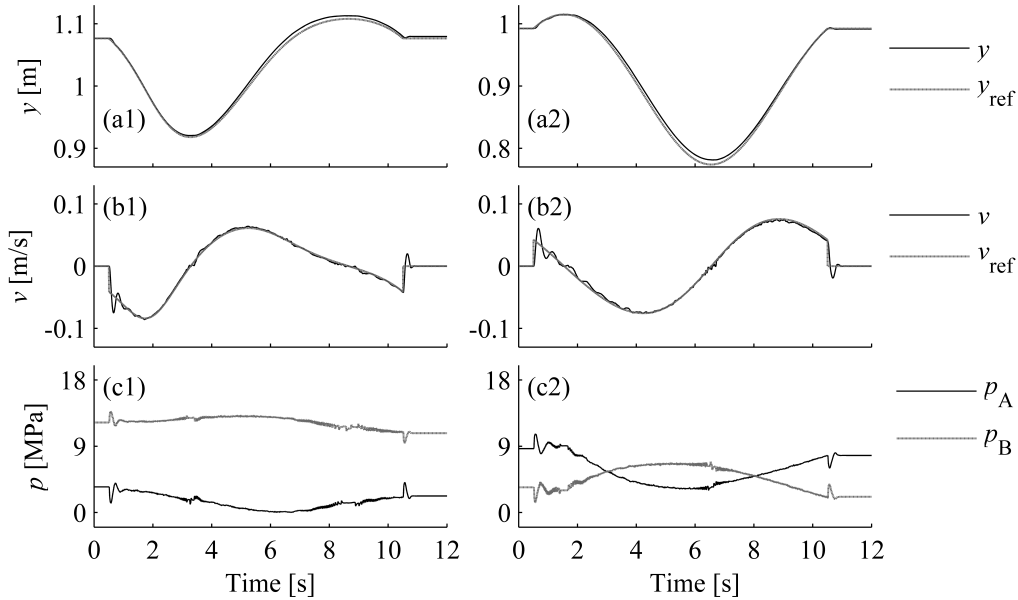 1.1
1
0.9
y [m]
(a1)
1
0.9
0.8
(a2)
y
y_ref
0.1
0
-0.1
v [m/s]
(b1)
0.1
0
-0.1
(b2)
v
v_ref
18
9
0
p [MPa]
(c1)
18
9
0
(c2)
p_A
p_B
0 2 4 6 8 10 12
0 2 4 6 8 10 12
Time [s]
Time [s]